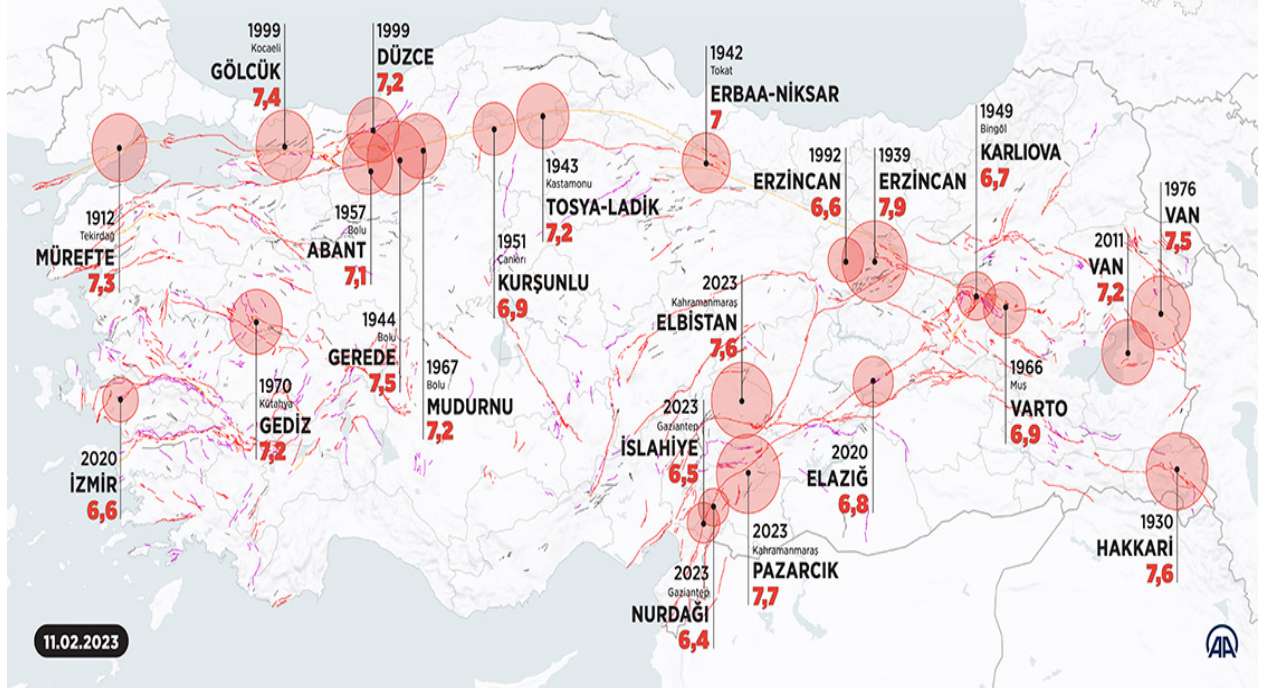 1999
Kocaeli
GÖLCÜK
7,4
1999
DÜZCE
7,2
1942
Tokat
ERBAA-NİKSAR
7
1949
Bingöl
KARLIOVA
6,7
1992
ERZİNCAN
6,6
1939
ERZİNCAN
7,9
1976
VAN
7,5
2011
VAN
7,2
1912
Tekirdağ
MÜREFTE
7,3
1957
Bolu
ABANT
7,1
1943
Kastamonu
TOSYA-LADİK
7,2
1951
Çankırı
KURŞUNLU
6,9
2023
Kahramanmaraş
ELBİSTAN
7,6
1944
Bolu
GEREDE
7,5
1967
Bolu
MUDURNU
7,2
1966
Muş
VARTO
6,9
1970
Kütahya
GEDİZ
7,2
2023
Gaziantep
İSLAHİYE
6,5
2020
İZMİR
6,6
2020
ELAZIĞ
6,8
1930
HAKKARİ
7,6
2023
Kahramanmaraş
PAZARCIK
7,7
2023
Gaziantep
NURDAĞI
6,4
11.02.2023
AA